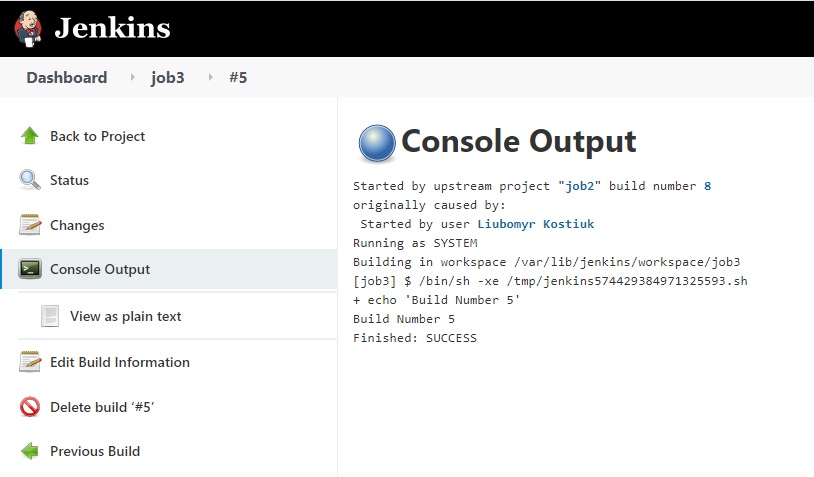 Jenkins
Dashboard job3 #5
Back to Project
Status
Changes
Console Output
View as plain text
Edit Build Information
Delete build ‘#5’
Previous Build
Console Output
Started by upstream project "job2" build number 8
originally caused by:
Started by user Liubomyr Kostiuk
Running as SYSTEM
Building in workspace /var/lib/jenkins/workspace/job3
[job3] $ /bin/sh -xe /tmp/jenkins574429384971325593.sh
+ echo 'Build Number 5'
Build Number 5
Finished: SUCCESS